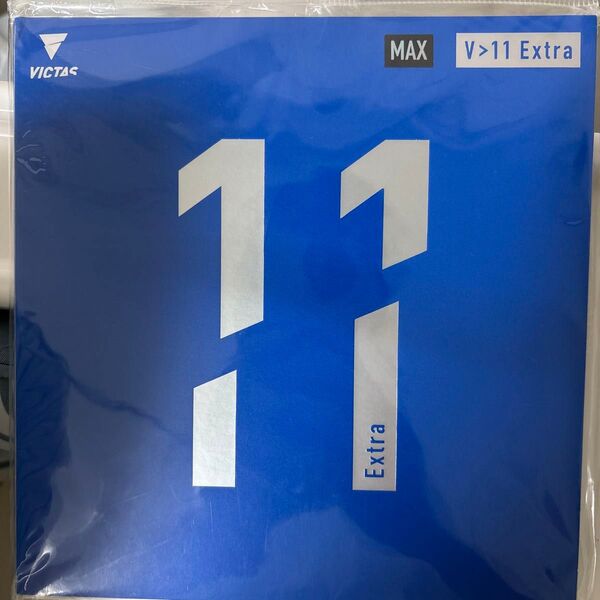 VICTAS
MAX
V>11 Extra
11
Extra